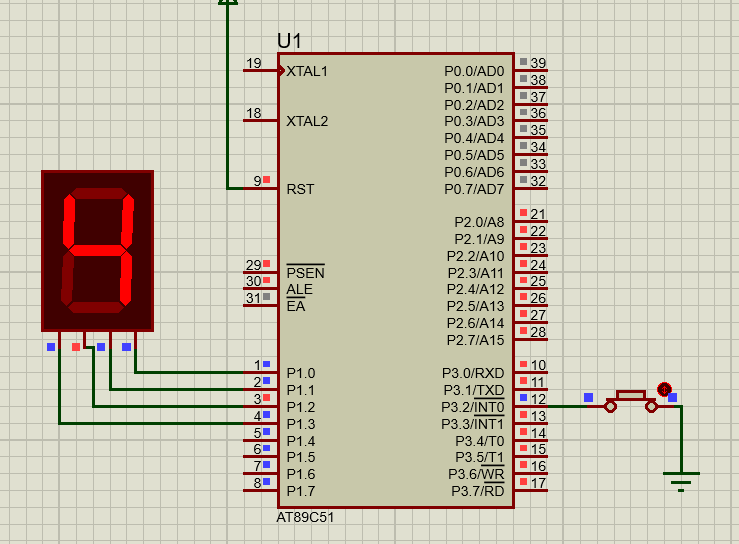 U1
19 XTAL1 P0.0/AD0 39
P0.1/AD1 38
P0.2/AD2 37
18 XTAL2 P0.3/AD3 36
P0.4/AD4 35
P0.5/AD5 34
P0.6/AD6 33
9 RST P0.7/AD7 32
P2.0/A8 21
P2.1/A9 22
P2.2/A10 23
29 PSEN P2.3/A11 24
30 ALE P2.4/A12 25
31 EA P2.5/A13 26
P2.6/A14 27
P2.7/A15 28
4
1 P1.0 P3.0/RXD 10
2 P1.1 P3.1/TXD 11
3 P1.2 P3.2/INT0 12
4 P1.3 P3.3/INT1 13
5 P1.4 P3.4/T0 14
6 P1.5 P3.5/T1 15
7 P1.6 P3.6/WR 16
8 P1.7 P3.7/RD 17
AT89C51